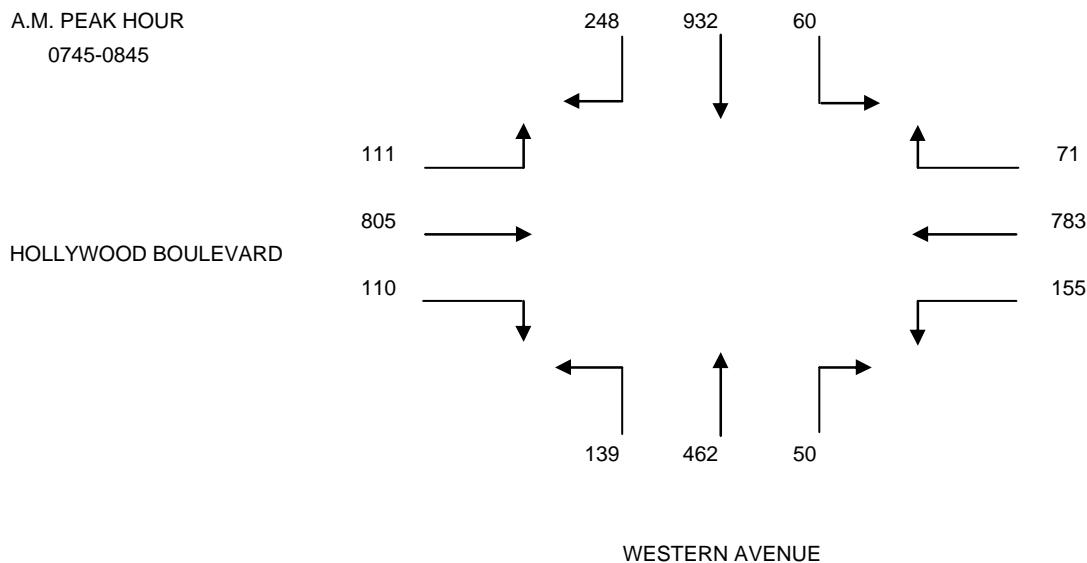 A.M. PEAK HOUR
0745-0845
248 932 60
111 71
805 783
HOLLYWOOD BOULEVARD
110 155
139 462 50
WESTERN AVENUE